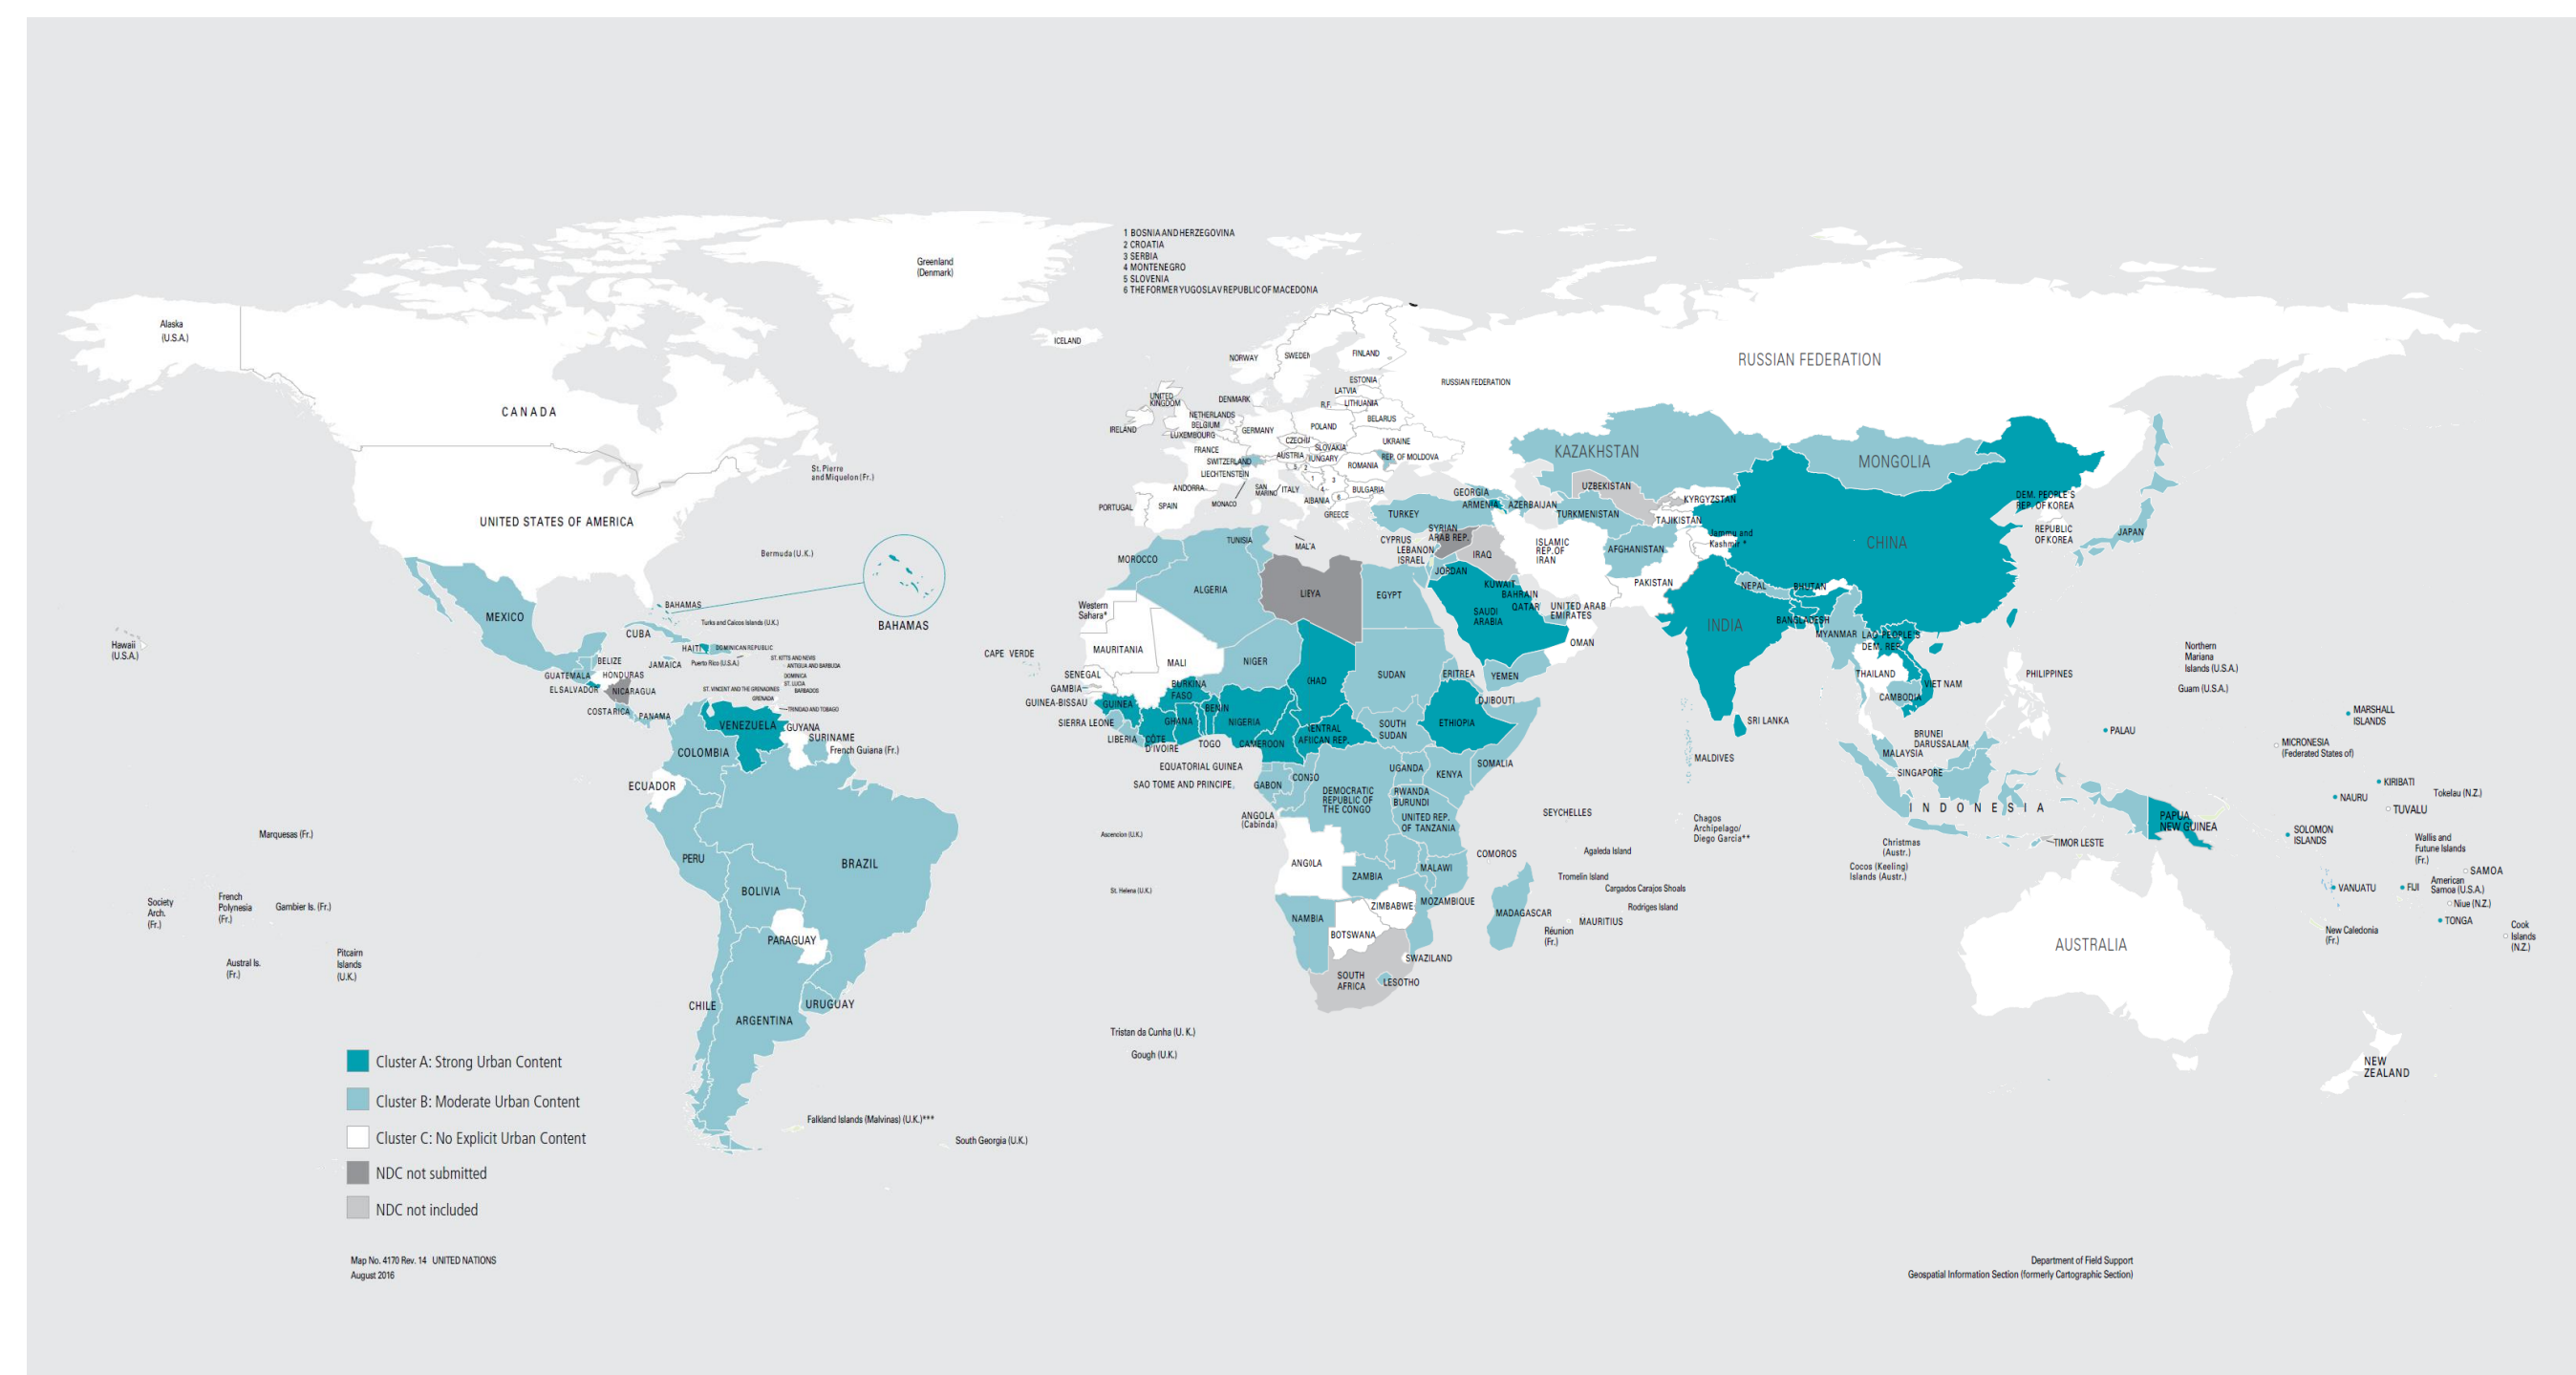 1 BOSNIA AND HERZEGOVINA
2 CROATIA
3 SERBIA
4 MONTENEGRO
5 SLOVENIA
6 THE FORMER YUGOSLAV REPUBLIC OF MACEDONIA
Greenland
(Denmark)
Alaska
(U.S.A.)
ICELAND
CANADA
UNITED STATES OF AMERICA
St. Pierre
and Miquelon (Fr.)
Bermuda (U.K.)
Hawaii
(U.S.A.)
MEXICO
BAHAMAS
BAHAMAS
Turks and Caicos Islands (U.K.)
CUBA
HAITI
DOMINICAN REPUBLIC
JAMAICA
Puerto Rico (U.S.A.)
ST. KITTS AND NEVIS
ANTIGUA AND BARBUDA
DOMINICA
ST. LUCIA
BARBADOS
ST. VINCENT AND THE GRENADINES
GRENADA
TRINIDAD AND TOBAGO
BELIZE
GUATEMALA
HONDURAS
EL SALVADOR
NICARAGUA
COSTA RICA
PANAMA
VENEZUELA
GUYANA
SURINAME
French Guiana (Fr.)
COLOMBIA
ECUADOR
PERU
BRAZIL
BOLIVIA
PARAGUAY
CHILE
ARGENTINA
URUGUAY
Marquesas (Fr.)
Society
Arch.
(Fr.)
French
Polynesia
(Fr.)
Gambier Is. (Fr.)
Austral Is.
(Fr.)
Pitcairn
Islands
(U.K.)
Falkland Islands (Malvinas) (U.K.)***
South Georgia (U.K.)
NORWAY
SWEDEN
FINLAND
ESTONIA
LATVIA
LITHUANIA
R.F.
RUSSIAN FEDERATION
RUSSIAN FEDERATION
UNITED
KINGDOM
IRELAND
DENMARK
NETHERLANDS
BELGIUM
LUXEMBOURG
GERMANY
POLAND
BELARUS
UKRAINE
CZECHIA
SLOVAKIA
AUSTRIA
HUNGARY
REP. OF MOLDOVA
ROMANIA
FRANCE
SWITZERLAND
LIECHTENSTEIN
ANDORRA
MONACO
SAN
MARINO
ITALY
ALBANIA
BULGARIA
GREECE
5
2
1
3
4
6
PORTUGAL
SPAIN
MALTA
GEORGIA
ARMENIA
AZERBAIJAN
TURKEY
CYPRUS
LEBANON
ISRAEL
SYRIAN
ARAB REP.
IRAQ
JORDAN
KUWAIT
BAHRAIN
QATAR
SAUDI
ARABIA
UNITED ARAB
EMIRATES
OMAN
YEMEN
ISLAMIC
REP. OF
IRAN
KAZAKHSTAN
UZBEKISTAN
TURKMENISTAN
KYRGYZSTAN
TAJIKISTAN
AFGHANISTAN
PAKISTAN
Jammu and
Kashmir *
MONGOLIA
CHINA
DEM. PEOPLE'S
REP. OF KOREA
REPUBLIC
OF KOREA
JAPAN
NEPAL
BHUTAN
INDIA
BANGLADESH
MYANMAR
LAO PEOPLE'S
DEM. REP.
THAILAND
VIET NAM
CAMBODIA
PHILIPPINES
SRI LANKA
MALDIVES
BRUNEI
DARUSSALAM
MALAYSIA
SINGAPORE
INDONESIA
TIMOR LESTE
PAPUA
NEW GUINEA
Christmas
(Austr.)
Cocos (Keeling)
Islands (Austr.)
AUSTRALIA
NEW
ZEALAND
MOROCCO
TUNISIA
ALGERIA
LIBYA
EGYPT
Western
Sahara*
MAURITANIA
MALI
NIGER
CHAD
SUDAN
ERITREA
DJIBOUTI
ETHIOPIA
SOMALIA
SOUTH
SUDAN
CAPE VERDE
SENEGAL
GAMBIA
GUINEA-BISSAU
GUINEA
SIERRA LEONE
LIBERIA
CÔTE
D'IVOIRE
BURKINA
FASO
GHANA
TOGO
BENIN
NIGERIA
CAMEROON
CENTRAL
AFRICAN REP.
EQUATORIAL GUINEA
SAO TOME AND PRINCIPE
GABON
CONGO
DEMOCRATIC
REPUBLIC OF
THE CONGO
UGANDA
KENYA
RWANDA
BURUNDI
UNITED REP.
OF TANZANIA
ANGOLA
(Cabinda)
ANGOLA
ZAMBIA
MALAWI
MOZAMBIQUE
ZIMBABWE
NAMBIA
BOTSWANA
SWAZILAND
SOUTH
AFRICA
LESOTHO
MADAGASCAR
COMOROS
SEYCHELLES
MAURITIUS
Réunion
(Fr.)
Agaleda Island
Tromelin Island
Cargados Carajos Shoals
Rodriges Island
Chagos
Archipelago/
Diego Garcia**
Ascencion (U.K.)
St. Helena (U.K.)
Tristan da Cunha (U. K.)
Gough (U.K.)
Northern
Mariana
Islands (U.S.A.)
Guam (U.S.A.)
PALAU
MARSHALL
ISLANDS
MICRONESIA
(Federated States of)
KIRIBATI
NAURU
Tokelau (N.Z.)
TUVALU
SOLOMON
ISLANDS
Wallis and
Futune Islands
(Fr.)
SAMOA
American
Samoa (U.S.A.)
VANUATU
FIJI
Niue (N.Z.)
TONGA
New Caledonia
(Fr.)
Cook
Islands
(N.Z.)
Cluster A: Strong Urban Content
Cluster B: Moderate Urban Content
Cluster C: No Explicit Urban Content
NDC not submitted
NDC not included
Map No. 4170 Rev. 14 UNITED NATIONS
August 2016
Department of Field Support
Geospatial Information Section (formerly Cartographic Section)